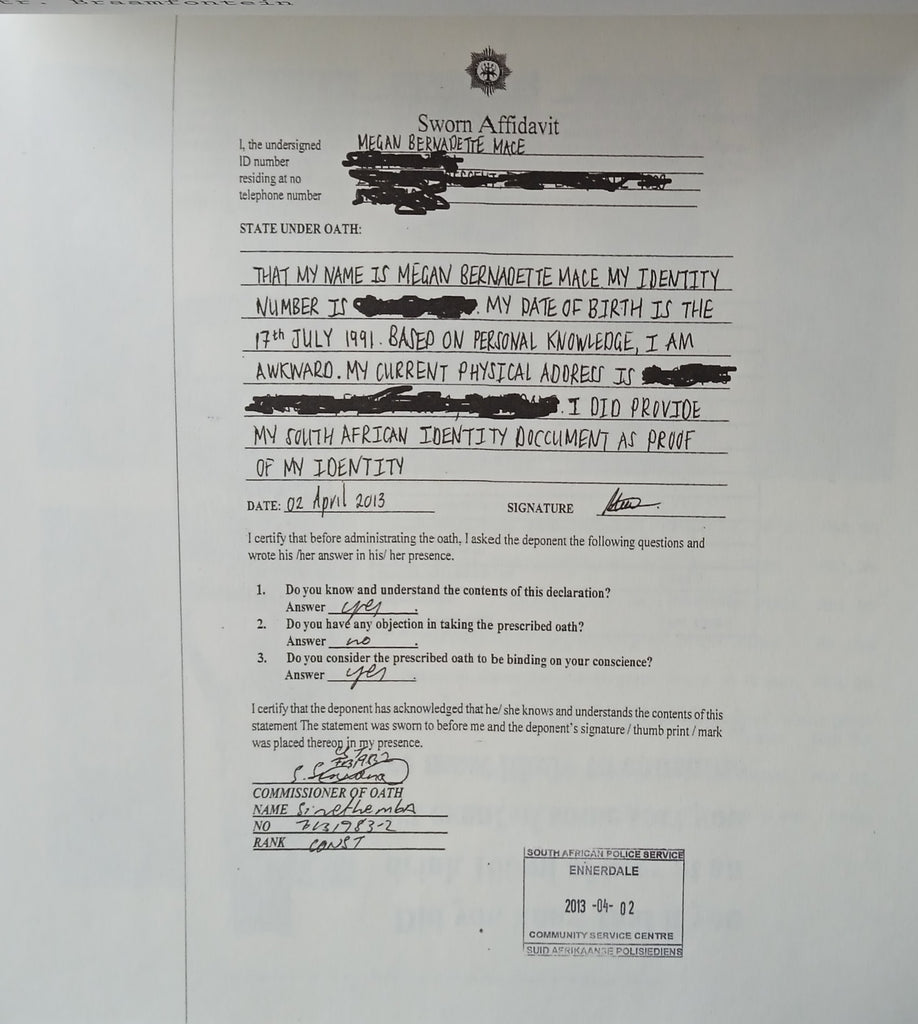 Braamfontein
Sworn Affidavit
I, the undersigned MEGAN BERNADETTE MACE
ID number
residing at no
telephone number
STATE UNDER OATH:
THAT MY NAME IS MEGAN BERNADETTE MACE MY IDENTITY
NUMBER IS . MY DATE OF BIRTH IS THE
17th JULY 1991. BASED ON PERSONAL KNOWLEDGE, I AM
AWKWARD. MY CURRENT PHYSICAL ADDRESS IS
. I DID PROVIDE
MY SOUTH AFRICAN IDENTITY DOCCUMENT AS PROOF
OF MY IDENTITY
DATE: 02 April 2013 SIGNATURE
I certify that before administrating the oath, I asked the deponent the following questions and
wrote his /her answer in his/ her presence.
1. Do you know and understand the contents of this declaration?
Answer yes.
2. Do you have any objection in taking the prescribed oath?
Answer no.
3. Do you consider the prescribed oath to be binding on your conscience?
Answer yes.
I certify that the deponent has acknowledged that he/ she knows and understands the contents of this
statement The statement was sworn to before me and the deponent's signature / thumb print / mark
was placed thereon in my presence.
COMMISSIONER OF OATH
NAME Sinethemba
NO
RANK CONST
SOUTH AFRICAN POLICE SERVICE
ENNERDALE
2013 -04- 02
COMMUNITY SERVICE CENTRE
SUID AFRIKAANSE POLISIEDIENS